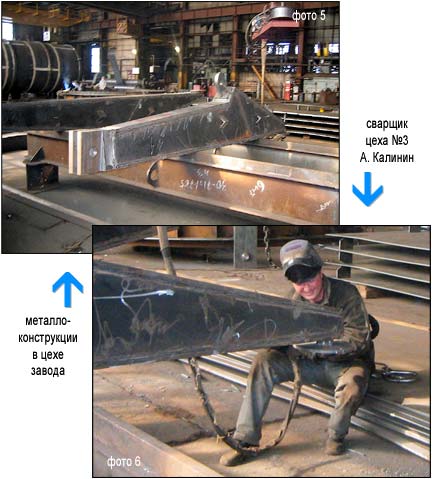 фото 5
сварщик
цеха №3
А. Калинин
металло-
конструкции
в цехе
завода
фото 6